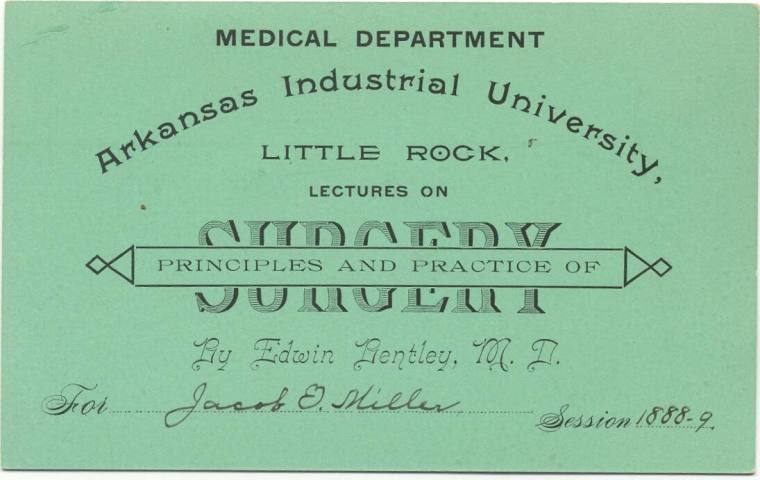 MEDICAL DEPARTMENT
Arkansas Industrial University,
LITTLE ROCK,
LECTURES ON
SURGERY
PRINCIPLES AND PRACTICE OF
By Edwin Bentley, M. D.
For Jacob O. Miller Session 1888-9.